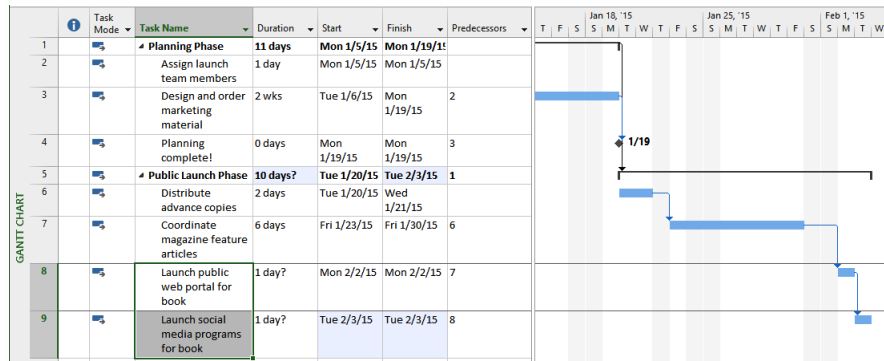 Jan 18, '15 Jan 25, '15 Feb 1, '15
Task Mode Task Name Duration Start Finish Predecessors T F S S M T W T F S S M T W T F S S M T W
1 Planning Phase 11 days Mon 1/5/15 Mon 1/19/15
2 Assign launch team members 1 day Mon 1/5/15 Mon 1/5/15
3 Design and order marketing material 2 wks Tue 1/6/15 Mon 1/19/15 2
4 Planning complete! 0 days Mon 1/19/15 Mon 1/19/15 3 1/19
5 Public Launch Phase 10 days? Tue 1/20/15 Tue 2/3/15 1
6 Distribute advance copies 2 days Tue 1/20/15 Wed 1/21/15
7 Coordinate magazine feature articles 6 days Fri 1/23/15 Fri 1/30/15 6
8 Launch public web portal for book 1 day? Mon 2/2/15 Mon 2/2/15 7
9 Launch social media programs for book 1 day? Tue 2/3/15 Tue 2/3/15 8
GANTT CHART